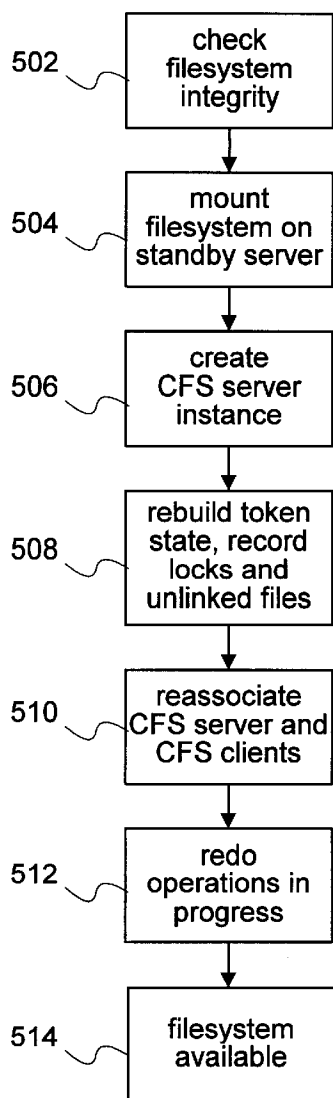 502
check
filesystem
integrity
504
mount
filesystem on
standby server
506
create
CFS server
instance
508
rebuild token
state, record
locks and
unlinked files
510
reassociate
CFS server and
CFS clients
512
redo
operations in
progress
514
filesystem
available